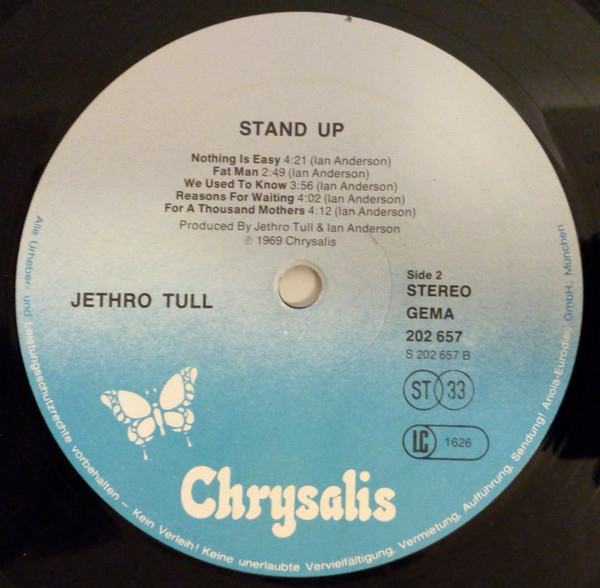 STAND UP
Nothing Is Easy 4:21 (Ian Anderson)
Fat Man 2:49 (Ian Anderson)
We Used To Know 3:56 (Ian Anderson)
Reasons For Waiting 4:02 (Ian Anderson)
For A Thousand Mothers 4:12 (Ian Anderson)
Produced By Jethro Tull & Ian Anderson
℗ 1969 Chrysalis
JETHRO TULL
Side 2
STEREO
GEMA
202 657
S 202 657 B
ST 33
LC 1626
Chrysalis
Alle Urheber- und Leistungsschutzrechte vorbehalten – Kein Verleih! Keine unerlaubte Vervielfältigung, Vermietung, Aufführung, Sendung! Ariola-Eurodisc GmbH., München